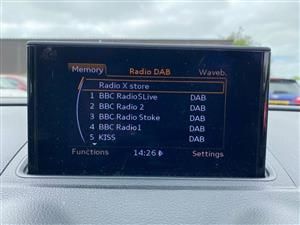 Memory Radio DAB Waveb.
Radio X store
1 BBC Radio5Live DAB
2 BBC Radio 2 DAB
3 BBC Radio Stoke DAB
4 BBC Radio1 DAB
5 KISS DAB
Functions 14:26 Settings